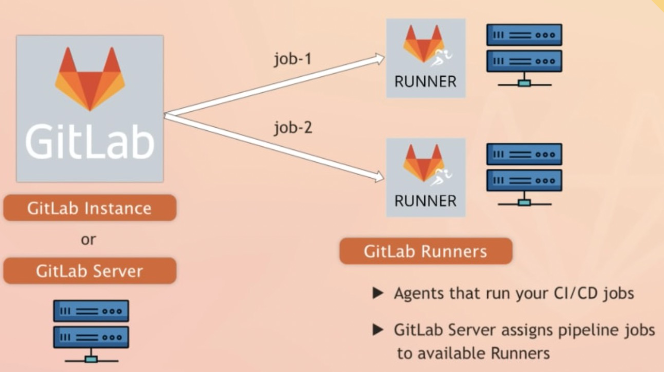 GitLab
GitLab Instance
or
GitLab Server
job-1
job-2
RUNNER
RUNNER
GitLab Runners
▶ Agents that run your CI/CD jobs
▶ GitLab Server assigns pipeline jobs
to available Runners